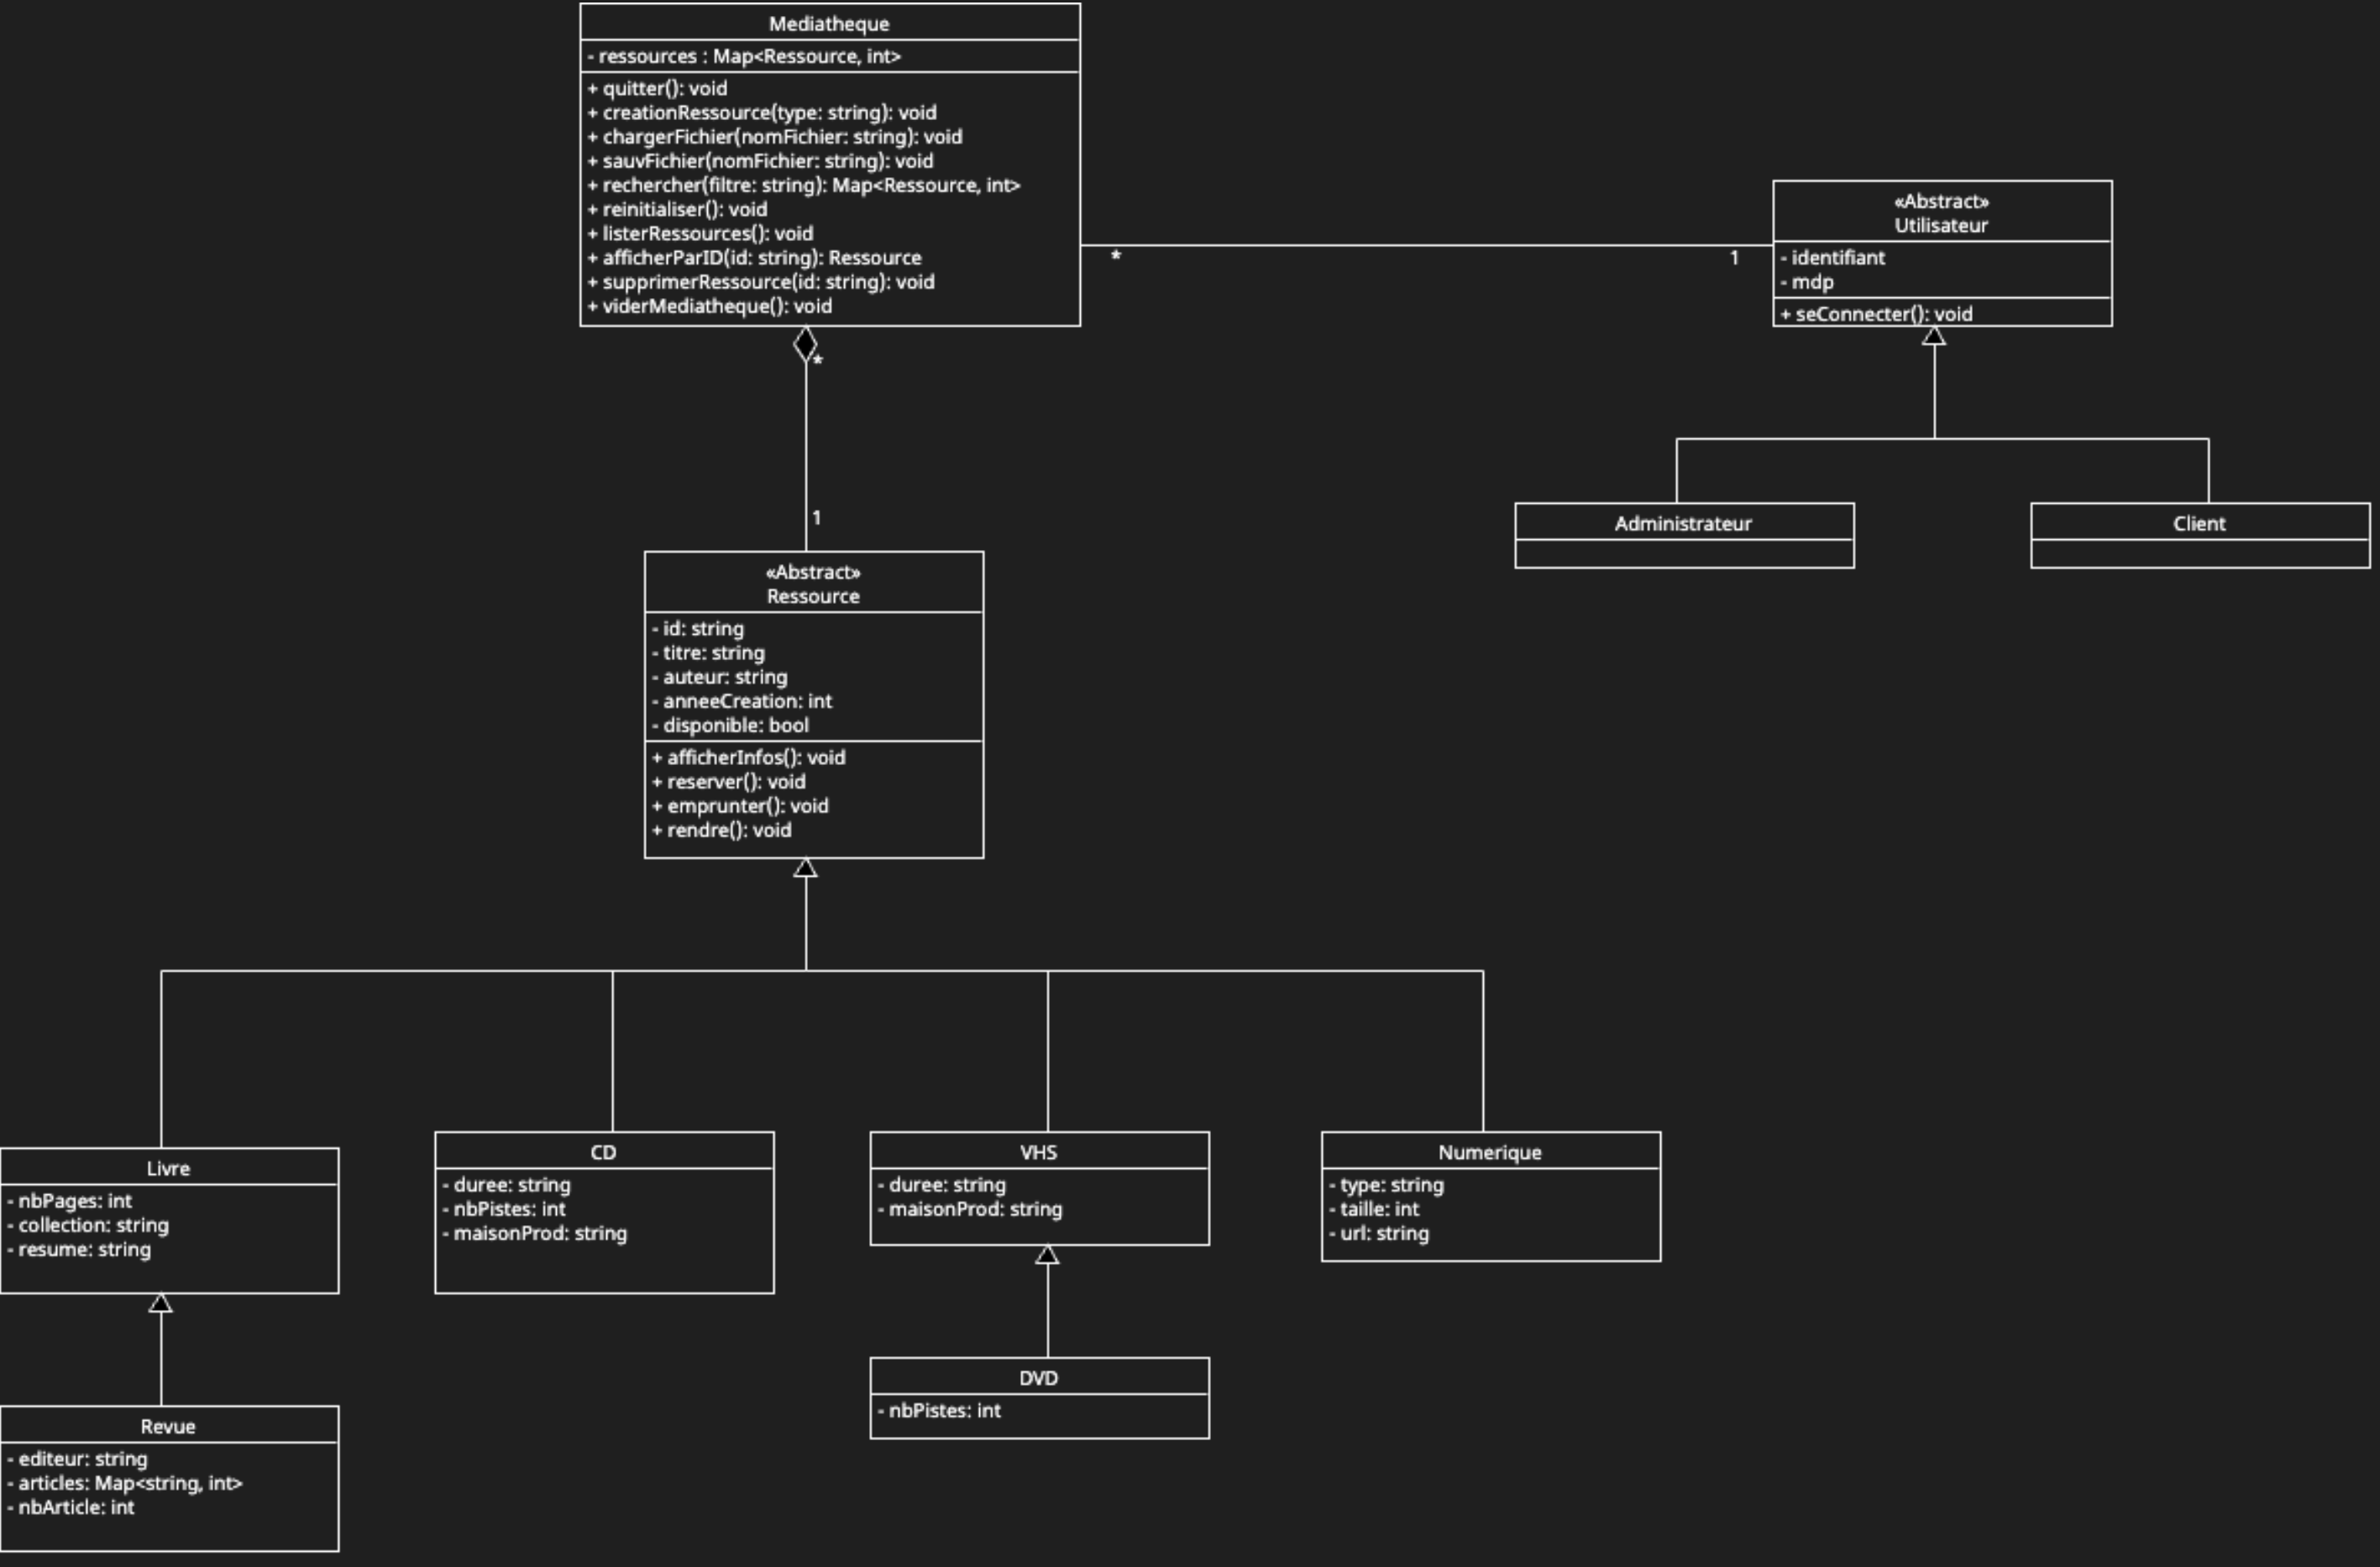 Mediatheque
- ressources : Map<Ressource, int>
+ quitter(): void
+ creationRessource(type: string): void
+ chargerFichier(nomFichier: string): void
+ sauvFichier(nomFichier: string): void
+ rechercher(filtre: string): Map<Ressource, int>
+ reinitialiser(): void
+ listerRessources(): void
+ afficherParID(id: string): Ressource
+ supprimerRessource(id: string): void
+ viderMediatheque(): void
*
1
«Abstract»
Utilisateur
- identifiant
- mdp
+ seConnecter(): void
Administrateur
Client
*
1
«Abstract»
Ressource
- id: string
- titre: string
- auteur: string
- anneeCreation: int
- disponible: bool
+ afficherInfos(): void
+ reserver(): void
+ emprunter(): void
+ rendre(): void
Livre
- nbPages: int
- collection: string
- resume: string
CD
- duree: string
- nbPistes: int
- maisonProd: string
VHS
- duree: string
- maisonProd: string
Numerique
- type: string
- taille: int
- url: string
DVD
- nbPistes: int
Revue
- editeur: string
- articles: Map<string, int>
- nbArticle: int